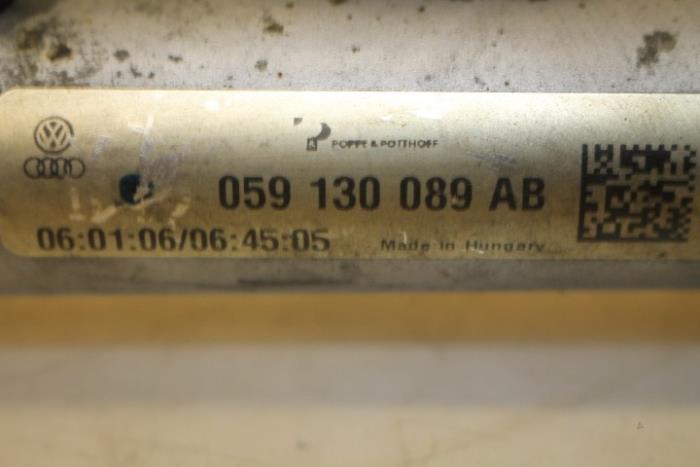 POPPE & POTTHOFF
059 130 089 AB
06:01:06/06:45:05 Made in Hungary